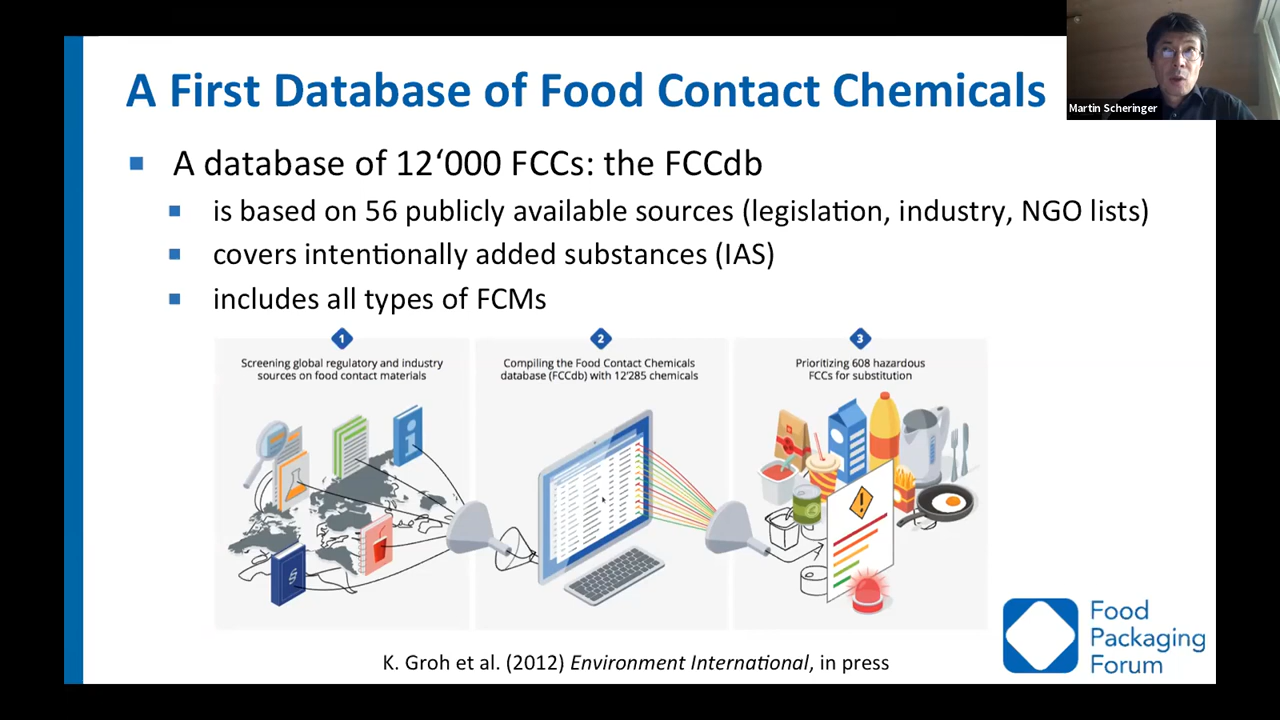 A First Database of Food Contact Chemicals
Martin Scheringer
A database of 12‘000 FCCs: the FCCdb
is based on 56 publicly available sources (legislation, industry, NGO lists)
covers intentionally added substances (IAS)
includes all types of FCMs
1
Screening global regulatory and industry
sources on food contact materials
2
Compiling the Food Contact Chemicals
database (FCCdb) with 12'285 chemicals
3
Prioritizing 608 hazardous
FCCs for substitution
K. Groh et al. (2012) Environment International, in press
Food
Packaging
Forum